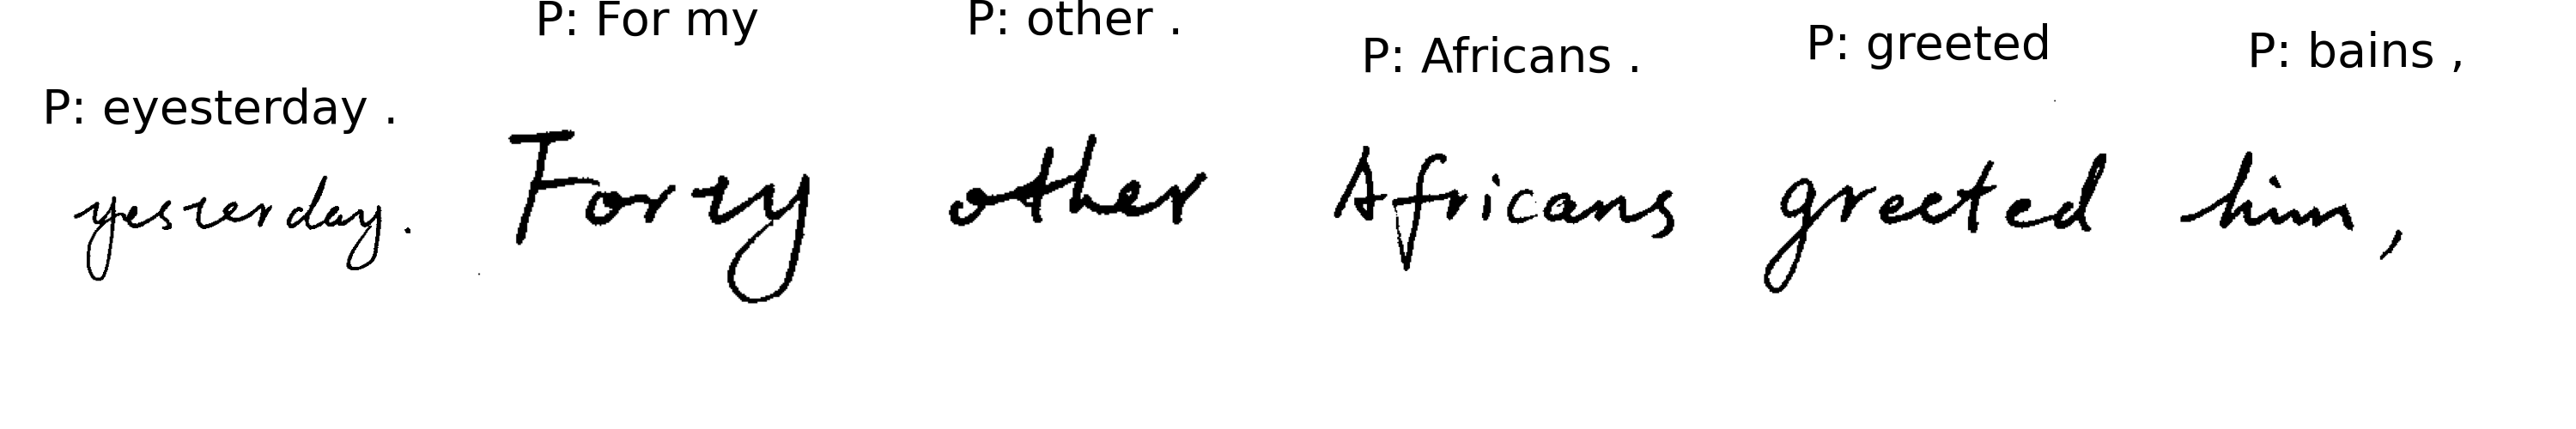 P: eyesterday . P: For my P: other . P: Africans . P: greeted P: bains ,
yesterday. Forty other Africans greeted him,